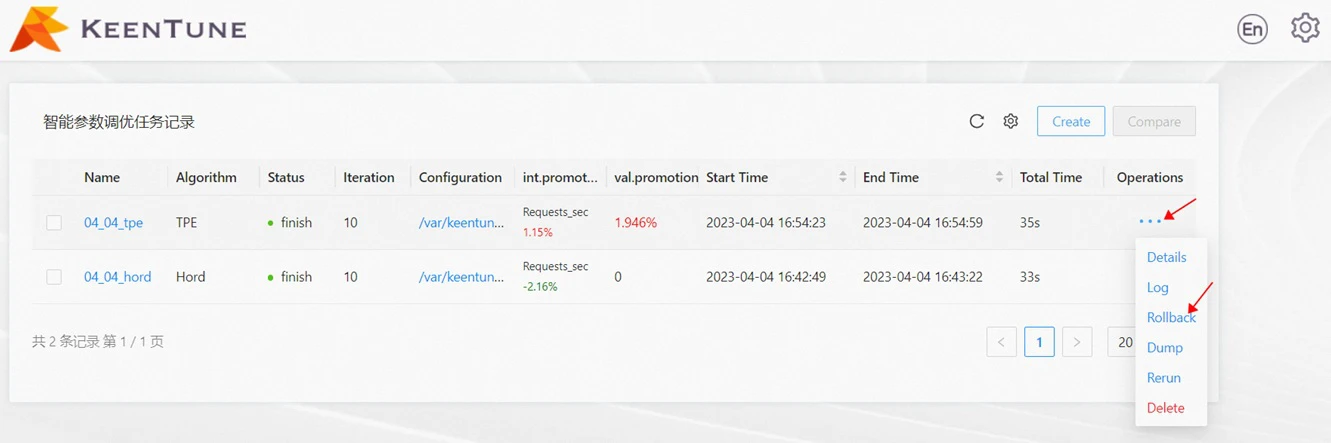 KEENTUNE
En
智能参数调优任务记录
Create
Compare
Name Algorithm Status Iteration Configuration int.promot... val.promotion Start Time End Time Total Time Operations
04_04_tpe TPE finish 10 /var/keentun... Requests_sec 1.15% 1.946% 2023-04-04 16:54:23 2023-04-04 16:54:59 35s
04_04_hord Hord finish 10 /var/keentun... Requests_sec -2.16% 0 2023-04-04 16:42:49 2023-04-04 16:43:22 33s
Details
Log
Rollback
Dump
Rerun
Delete
共 2 条记录 第 1 / 1 页
< 1 > 20